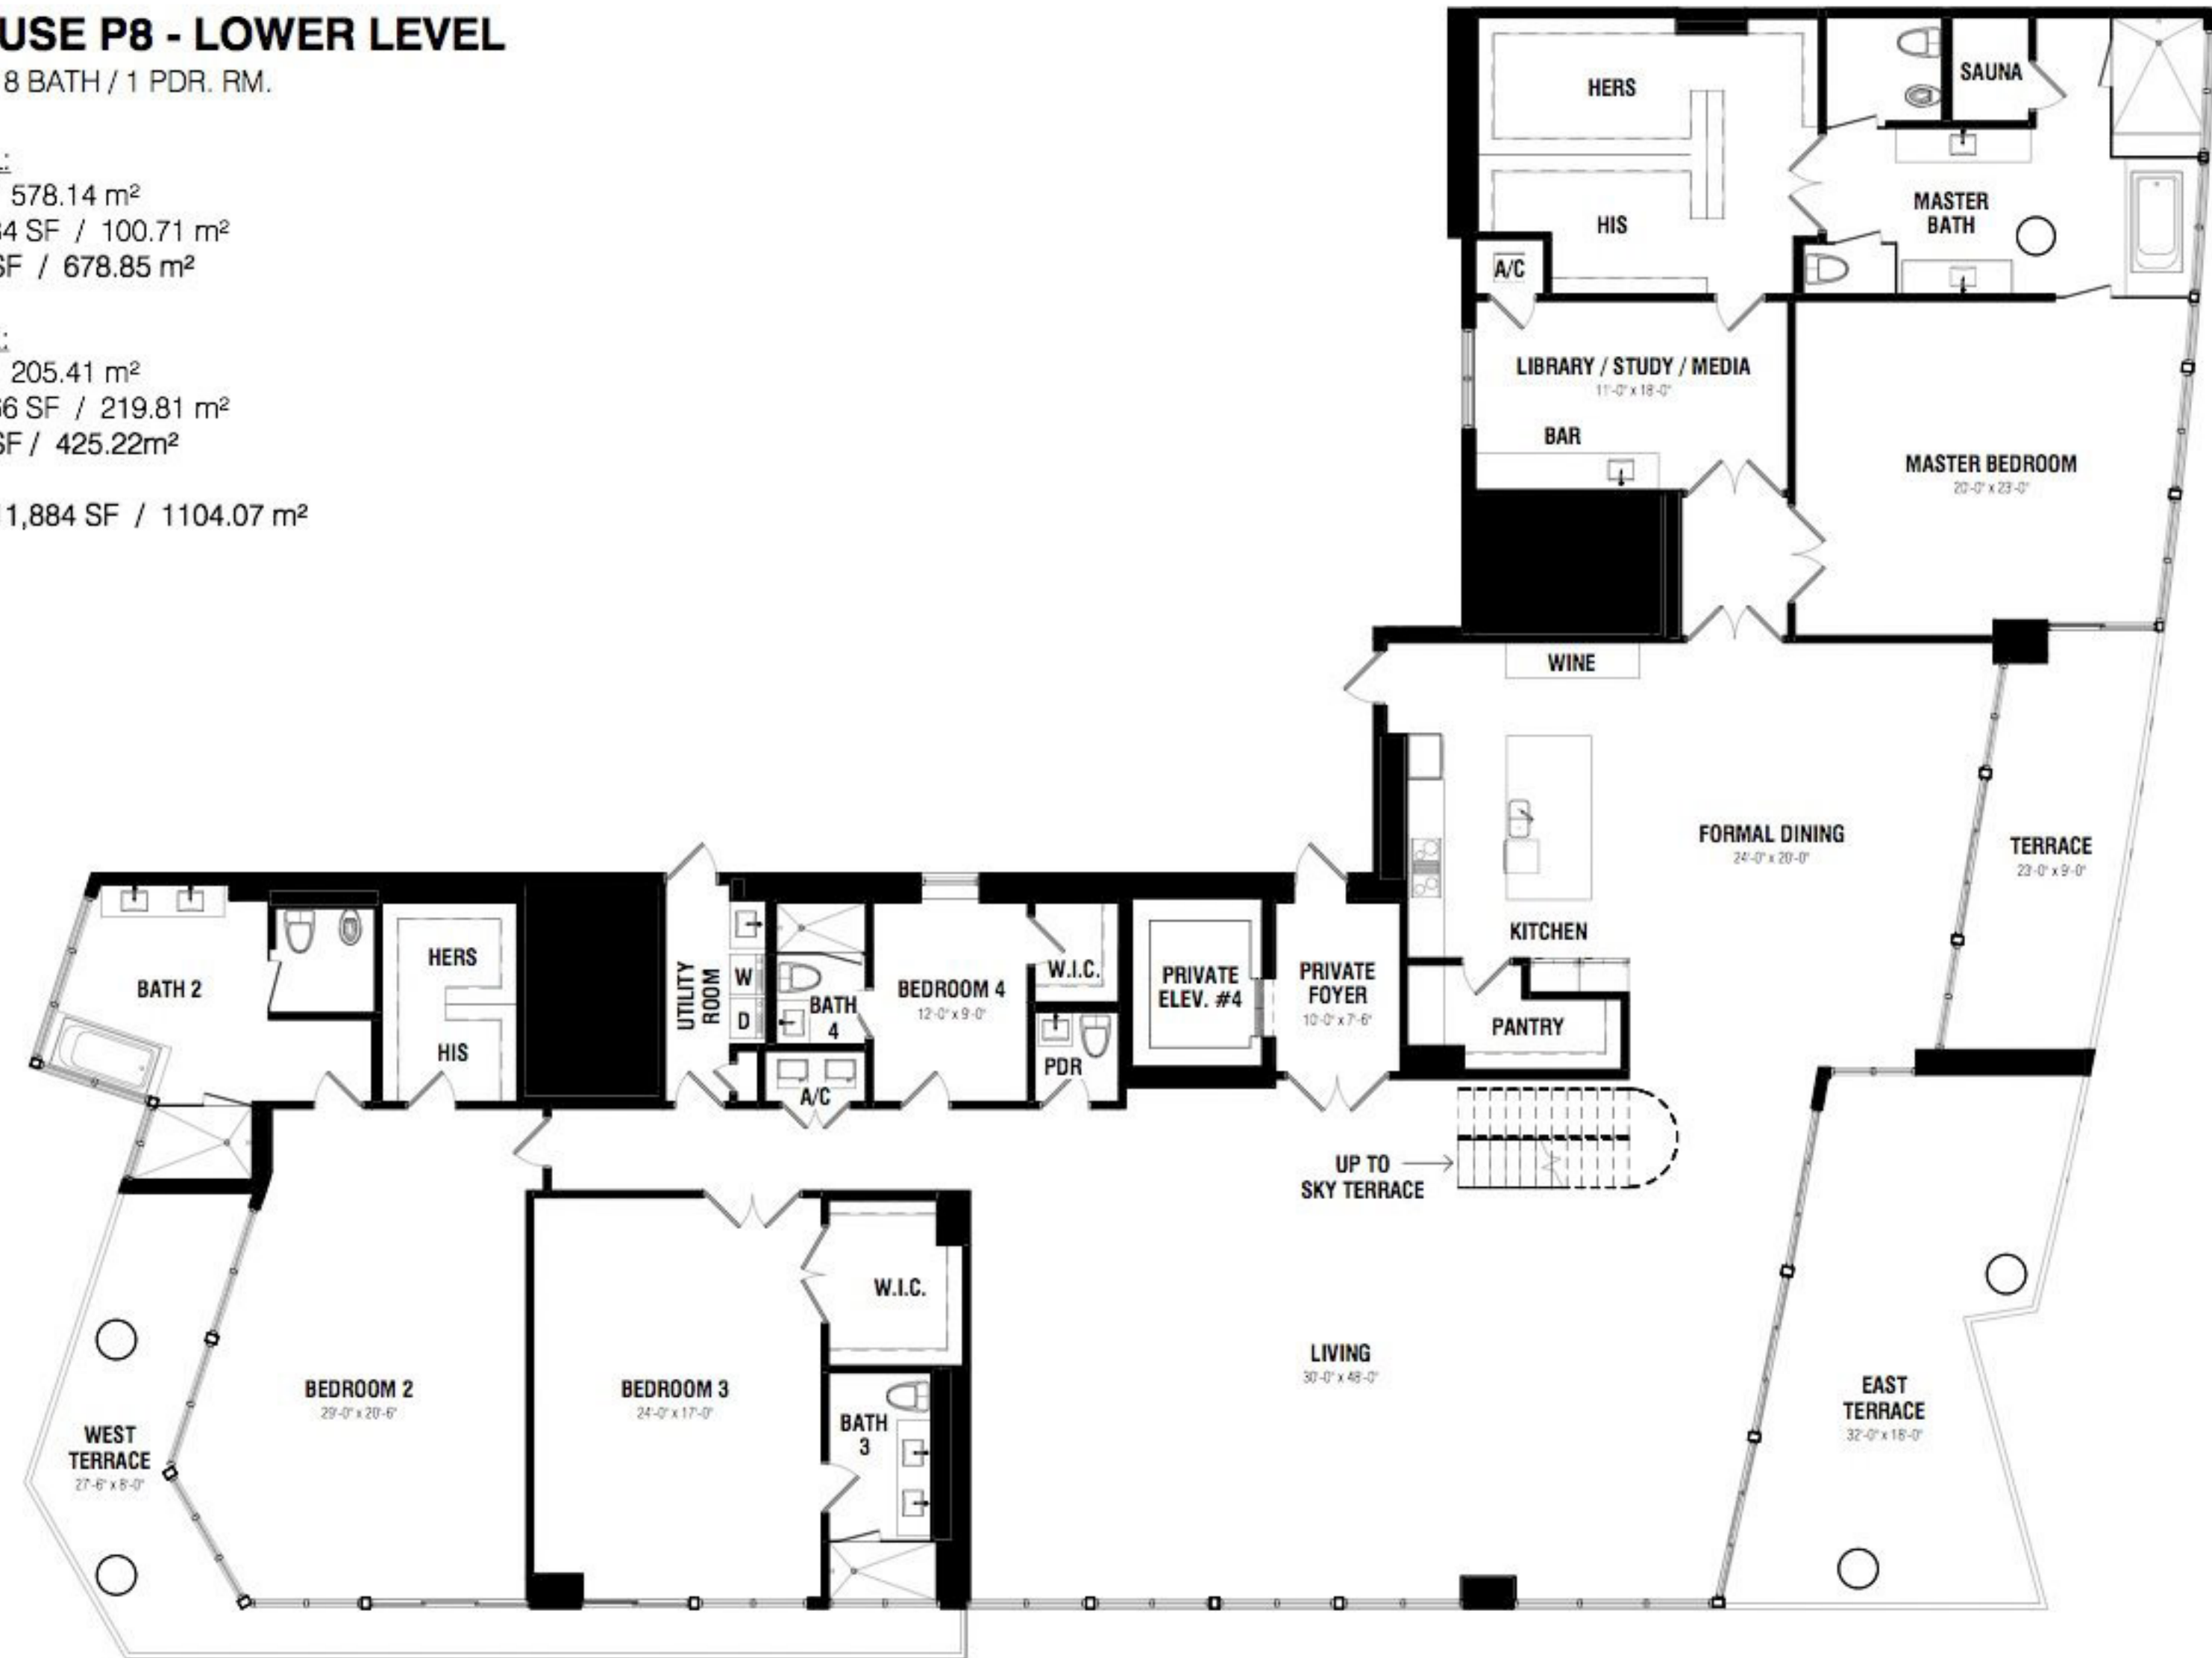 USE P8 - LOWER LEVEL
8 BATH / 1 PDR. RM.
578.14 m²
34 SF / 100.71 m²
SF / 678.85 m²
205.41 m²
66 SF / 219.81 m²
SF / 425.22m²
11,884 SF / 1104.07 m²
HERS
SAUNA
HIS
MASTER
BATH
A/C
LIBRARY / STUDY / MEDIA
11'-0" x 18'-0"
BAR
MASTER BEDROOM
20'-0" x 23'-0"
WINE
FORMAL DINING
24'-0" x 20'-0"
TERRACE
23'-0" x 9'-0"
KITCHEN
PANTRY
HERS
HIS
BATH 2
UTILITY
ROOM
W
D
BATH
4
A/C
BEDROOM 4
12'-0" x 9'-0"
W.I.C.
PDR
PRIVATE
ELEV. #4
PRIVATE
FOYER
10'-0" x 7'-6"
UP TO
SKY TERRACE
W.I.C.
BEDROOM 2
29'-0" x 20'-6"
BEDROOM 3
24'-0" x 17'-0"
BATH
3
LIVING
30'-0" x 48'-0"
WEST
TERRACE
27'-6" x 8'-0"
EAST
TERRACE
32'-0" x 18'-0"